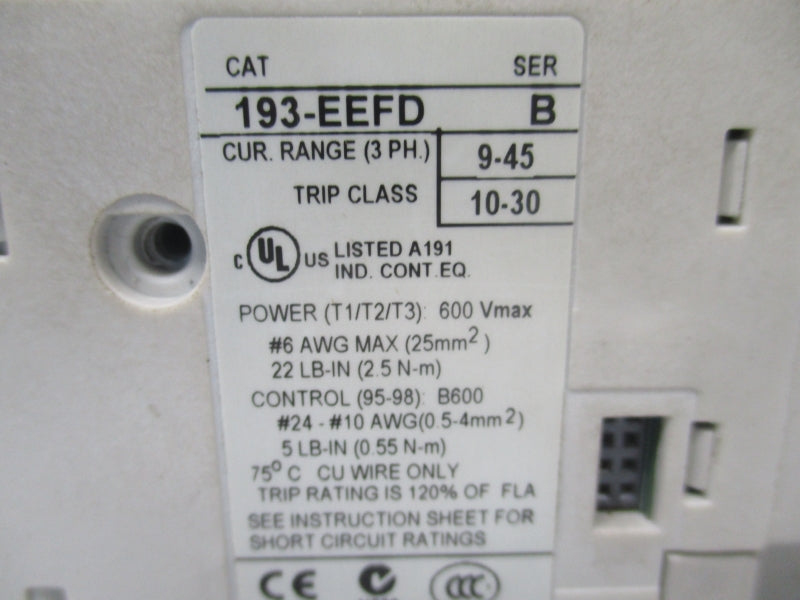 CAT SER
193-EEFD B
CUR. RANGE (3 PH.) 9-45
TRIP CLASS 10-30
C UL US LISTED A191
IND. CONT.EQ.
POWER (T1/T2/T3): 600 Vmax
#6 AWG MAX (25mm²)
22 LB-IN (2.5 N-m)
CONTROL (95-98): B600
#24 - #10 AWG(0.5-4mm²)
5 LB-IN (0.55 N-m)
75° C CU WIRE ONLY
TRIP RATING IS 120% OF FLA
SEE INSTRUCTION SHEET FOR
SHORT CIRCUIT RATINGS
CE CCC